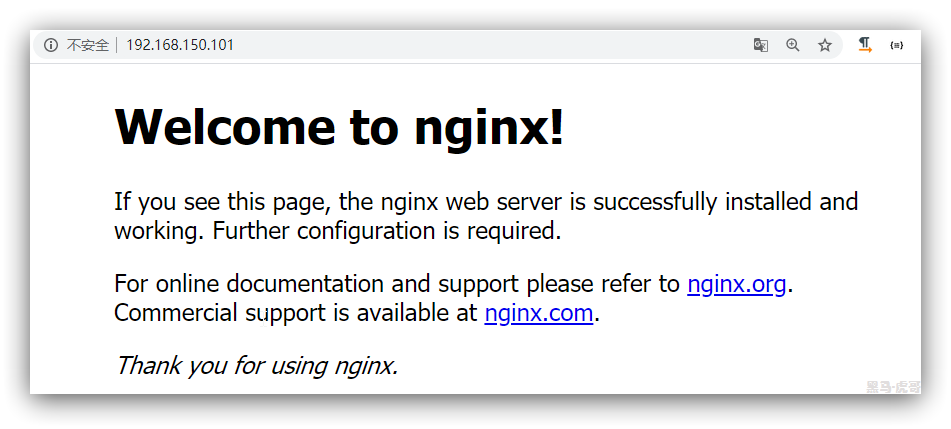 不安全 192.168.150.101
Welcome to nginx!
If you see this page, the nginx web server is successfully installed and
working. Further configuration is required.
For online documentation and support please refer to nginx.org.
Commercial support is available at nginx.com.
Thank you for using nginx.
黑马·虎哥